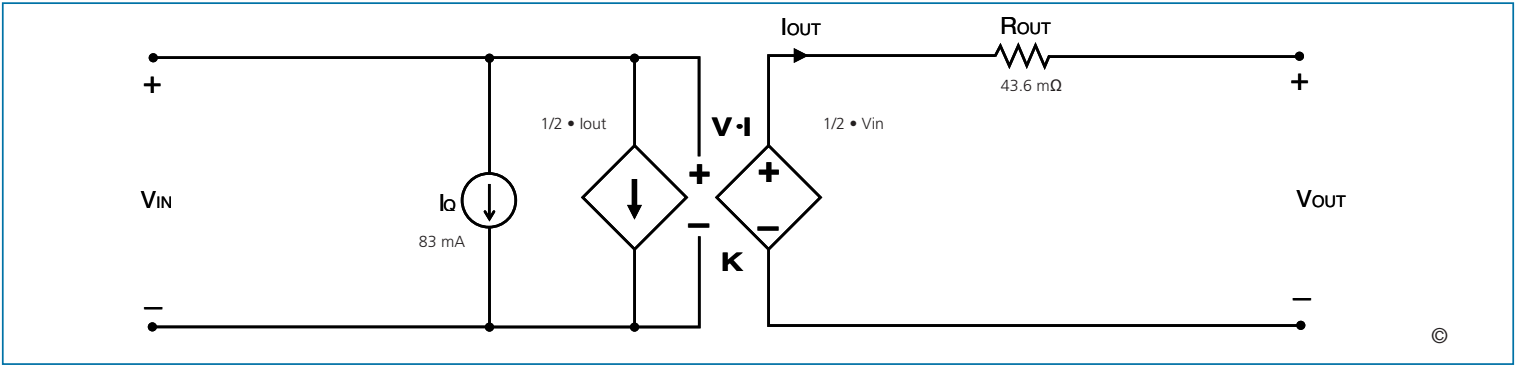 IOUT
ROUT
+
43.6 mΩ
+
1/2 • Iout
V•I
1/2 • Vin
+
+
VIN
IQ
VOUT
83 mA
–
–
K
–
–
©